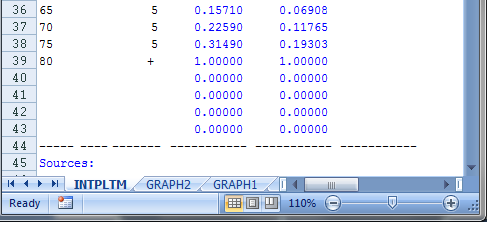 36 65 5 0.15710 0.06908
37 70 5 0.22590 0.11765
38 75 5 0.31490 0.19303
39 80 + 1.00000 1.00000
40 0.00000 0.00000
41 0.00000 0.00000
42 0.00000 0.00000
43 0.00000 0.00000
44 ------ ---- ------- ----------- ----------- -----------
45 Sources:
INTPLTM GRAPH2 GRAPH1
Ready 110%